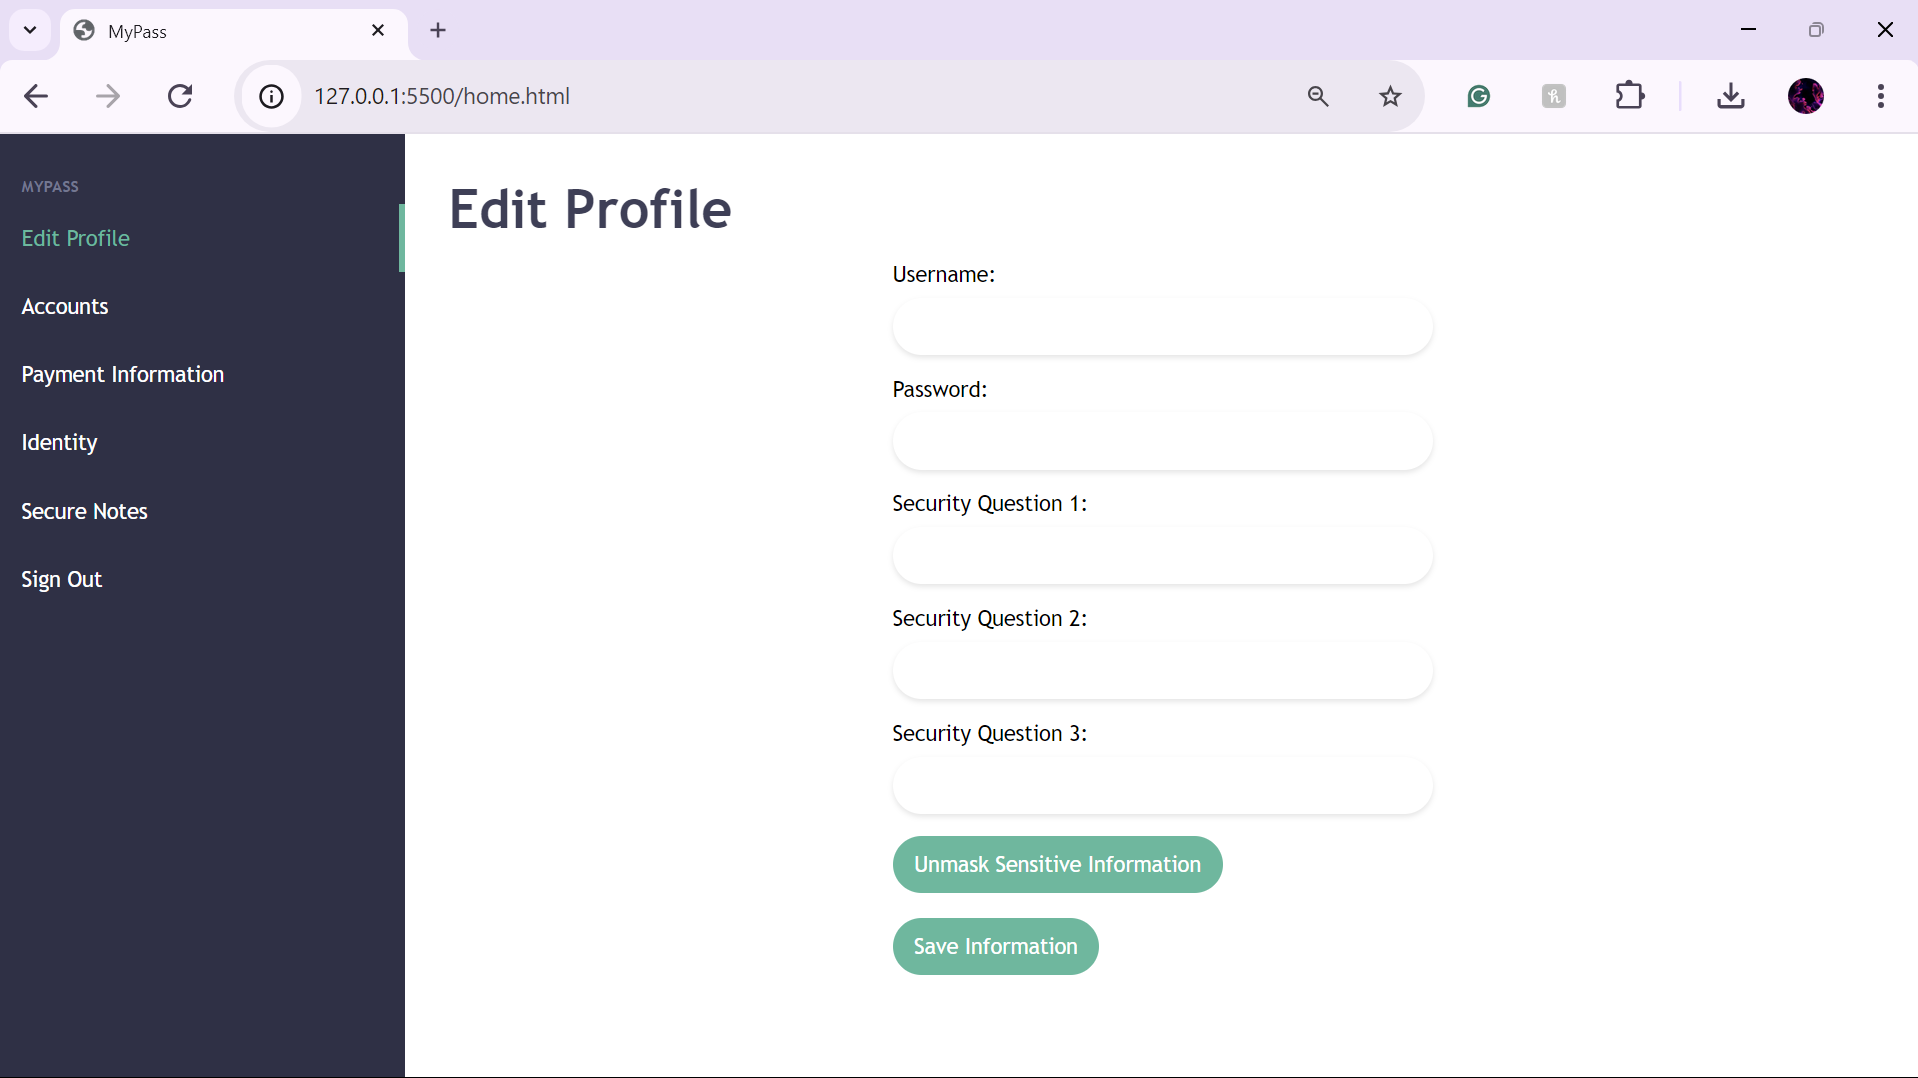 MyPass
127.0.0.1:5500/home.html
MYPASS
Edit Profile
Accounts
Payment Information
Identity
Secure Notes
Sign Out
Edit Profile
Username:
Password:
Security Question 1:
Security Question 2:
Security Question 3:
Unmask Sensitive Information
Save Information